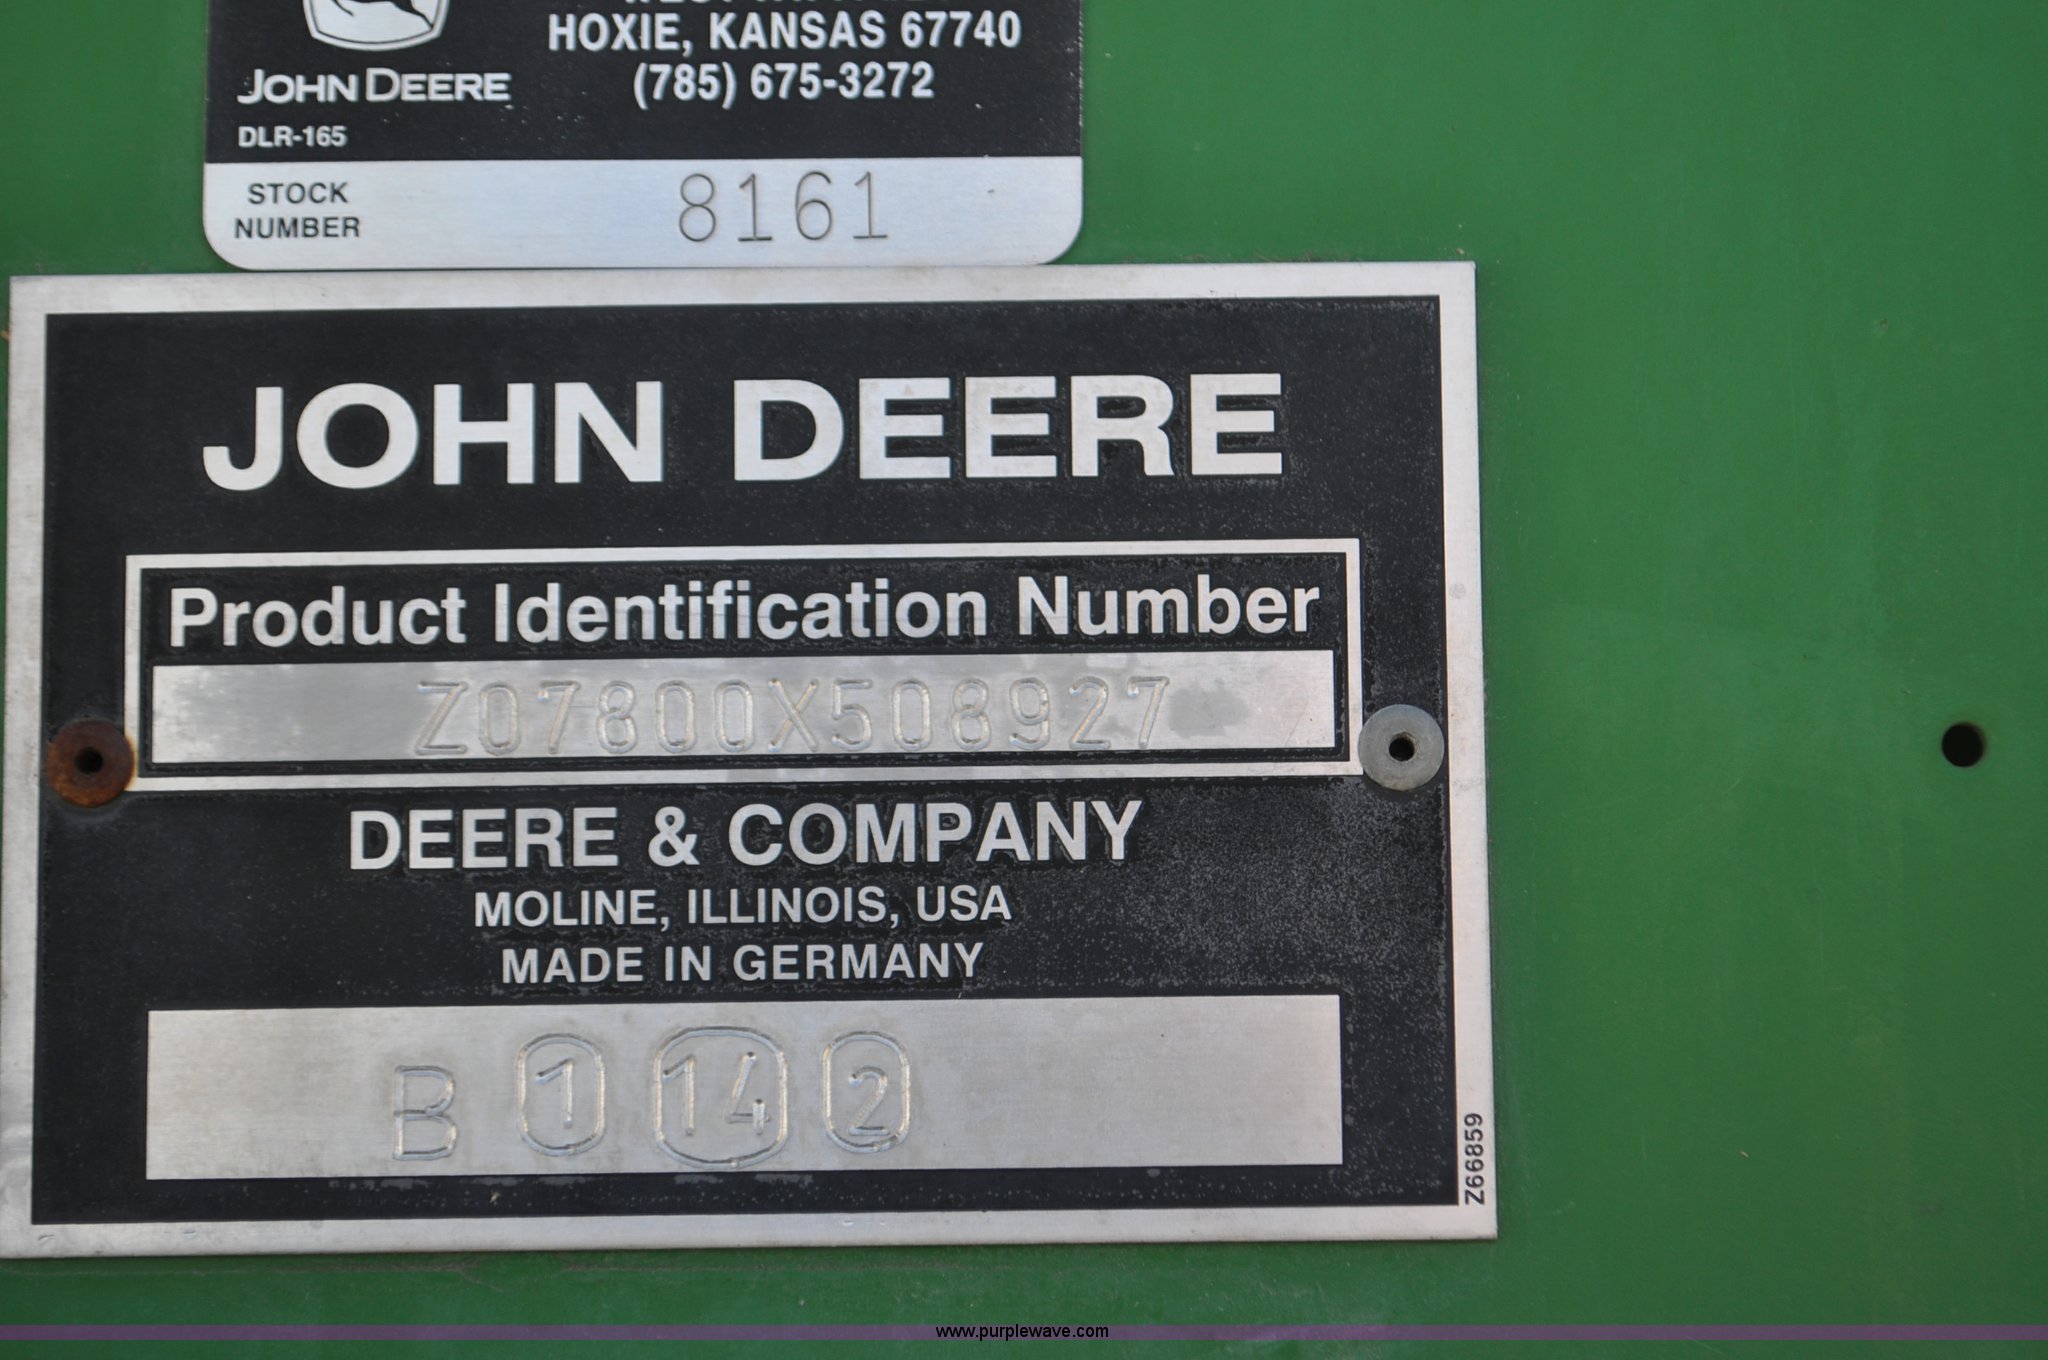 HOXIE, KANSAS 67740
(785) 675-3272
JOHN DEERE
DLR-165
STOCK
NUMBER
8161
JOHN DEERE
Product Identification Number
Z07800X508927
DEERE & COMPANY
MOLINE, ILLINOIS, USA
MADE IN GERMANY
B 1 14 2
Z66859
www.purplewave.com